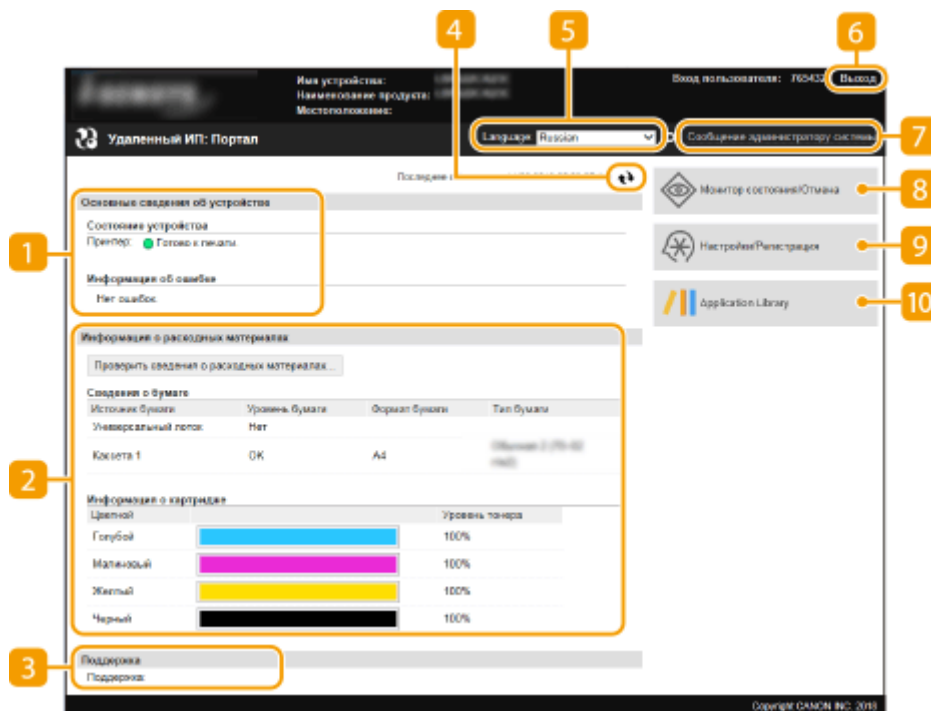 4
5
6
Имя устройства:
Наименование продукта:
Местоположение:
Вход пользователя: 765432 Выход
Удаленный ИП: Портал
Language Russian
Сообщение администратору системы
7
Последнее
Монитор состояния/Отмена
8
1
Основные сведения об устройстве
Состояние устройства
Принтер: Готово к печати.
Информация об ошибке
Нет ошибок.
Настройки/Регистрация
9
Application Library
10
2
Информация о расходных материалах
Проверить сведения о расходных материалах...
Сведения о бумаге
Источник бумаги Уровень бумаги Формат бумаги Тип бумаги
Универсальный лоток Нет
Кассета 1 OK A4
Информация о картридже
Цветной Уровень тонера
Голубой 100%
Малиновый 100%
Желтый 100%
Черный 100%
3
Поддержка
Поддержка:
Copyright CANON INC. 2018